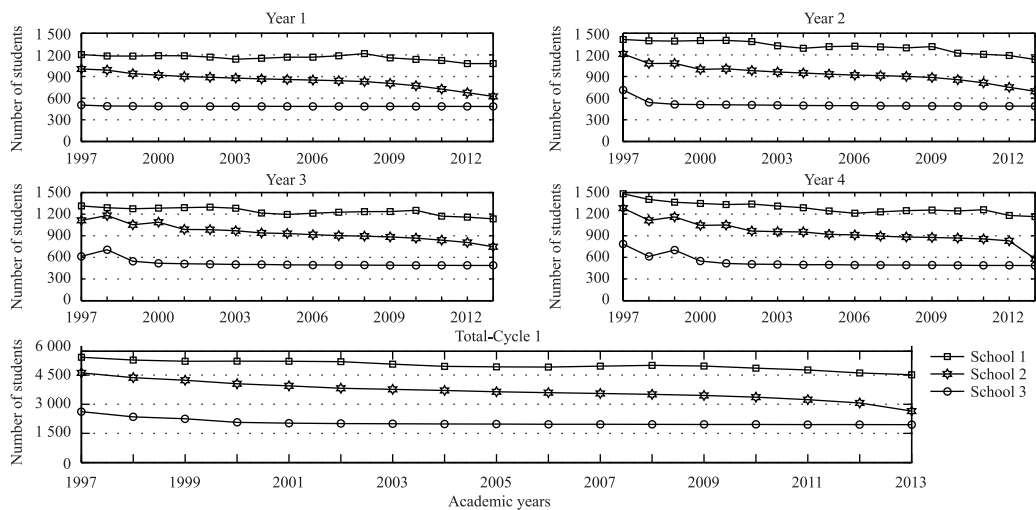 Year 1
Number of students
1 500
1 200
900
600
300
0
1997 2000 2003 2006 2009 2012
Year 2
Number of students
1 500
1 200
900
600
300
0
1997 2000 2003 2006 2009 2012
Year 3
Number of students
1 500
1 200
900
600
300
0
1997 2000 2003 2006 2009 2012
Year 4
Number of students
1 500
1 200
900
600
300
0
1997 2000 2003 2006 2009 2012
Total-Cycle 1
Number of students
6 000
4 500
3 000
1 500
0
1997 1999 2001 2003 2005 2007 2009 2011 2013
Academic years
School 1
School 2
School 3